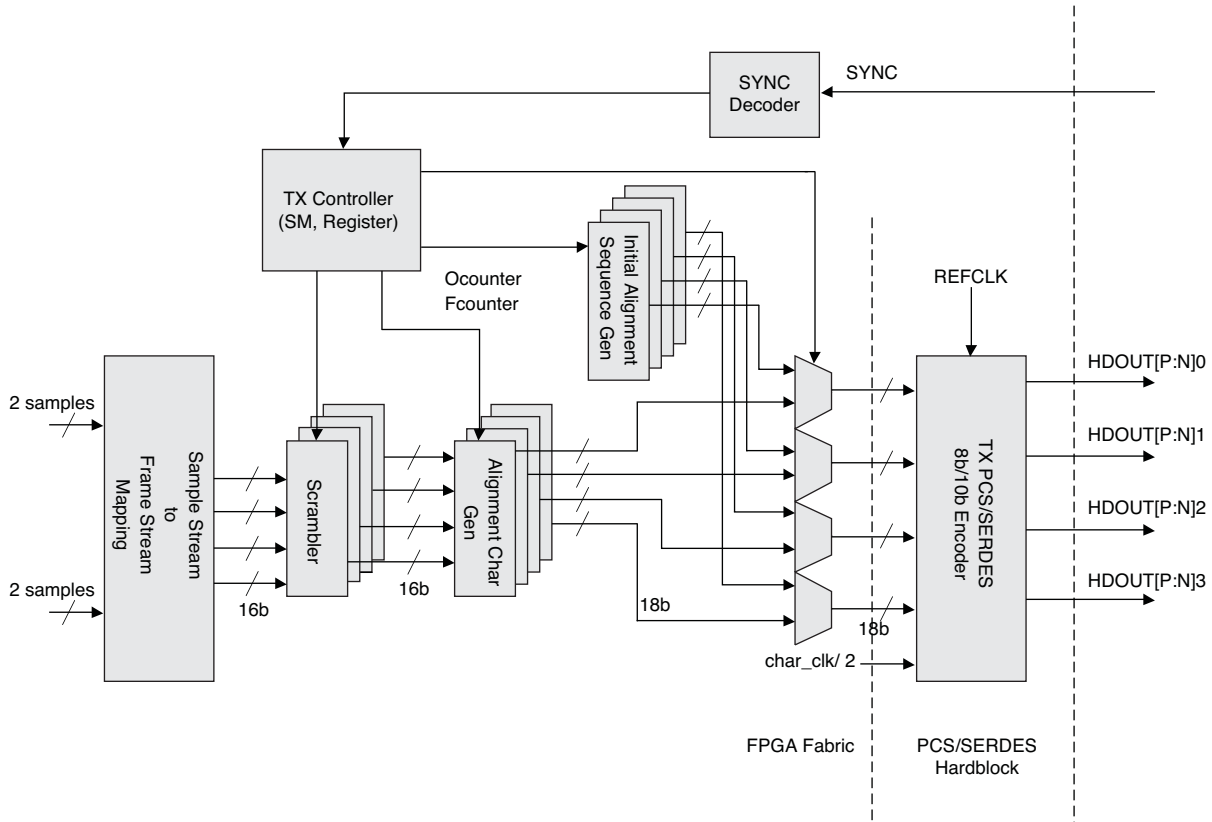 SYNC
SYNC
Decoder
TX Controller
(SM, Register)
Initial Alignment
Sequence Gen
Ocounter
Fcounter
REFCLK
2 samples
2 samples
Sample Stream
to
Frame Stream
Mapping
16b
Scrambler
16b
Alignment Char
Gen
18b
18b
char_clk/ 2
TX PCS/SERDES
8b/10b Encoder
HDOUT[P:N]0
HDOUT[P:N]1
HDOUT[P:N]2
HDOUT[P:N]3
FPGA Fabric
PCS/SERDES
Hardblock